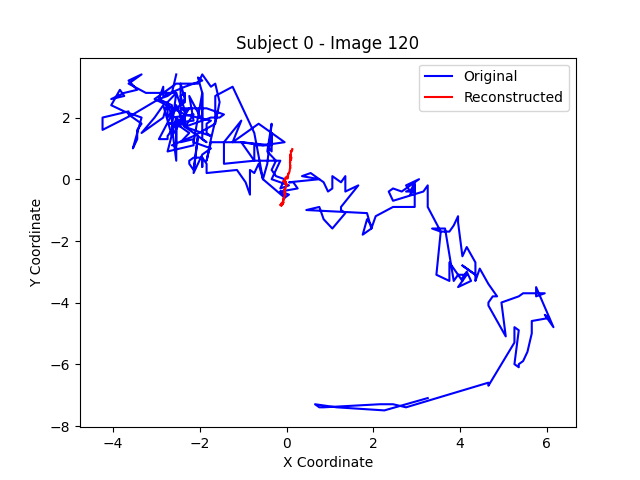 Subject 0 - Image 120
Original
Reconstructed
Y Coordinate
2
0
−2
−4
−6
−8
−4
−2
0
2
4
6
X Coordinate